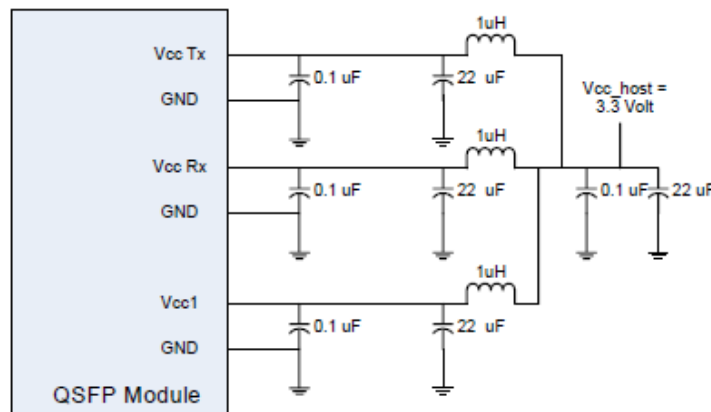 1uH
Vcc Tx
0.1 uF
22 uF
GND
Vcc_host =
3.3 Volt
1uH
Vcc Rx
0.1 uF
22 uF
0.1 uF
22 uF
GND
1uH
Vcc1
0.1 uF
22 uF
GND
QSFP Module